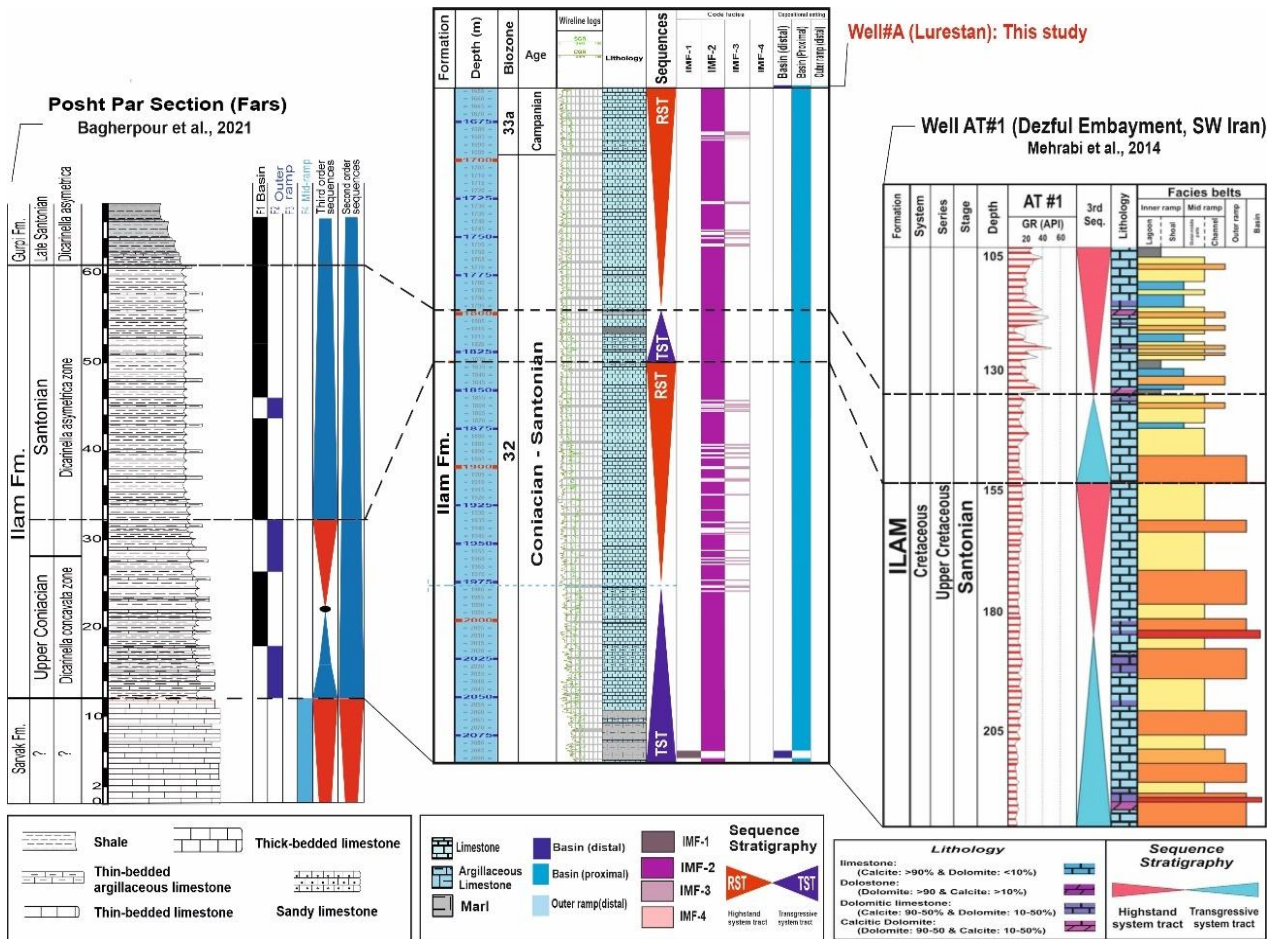 Well#A (Lurestan): This study
Posht Par Section (Fars)
Bagherpour et al., 2021
Well AT#1 (Dezful Embayment, SW Iran)
Mehrabi et al., 2014
F1 Basin
F2 Outer
F3 ramp
F4 Mid-ramp
Third order
sequences
Second order
sequences
Gurpi Fm.
Late Santonian
Dicarinella asymetrica
Ilam Fm.
Santonian
Dicarinella asymetrica zone
Upper Coniacian
Dicarinella concavata zone
Sarvak Fm.
?
?
60
50
40
30
20
10
2
0
Formation
Depth (m)
Biozone
Age
Wireline logs
Lithology
Sequences
Code facies
IMF-1
IMF-2
IMF-3
IMF-4
Basin (distal)
Basin (Proximal)
Outer ramp (distal)
Ilam Fm.
33a
Campanian
32
Coniacian - Santonian
1675
1700
1725
1750
1775
1800
1825
1850
1875
1900
1925
1950
1975
2000
2025
2050
2075
RST
TST
RST
TST
Formation
System
Series
Stage
Depth
AT #1
GR (API)
20 40 60
3rd
Seq.
Lithology
Facies belts
Inner ramp
Mid ramp
Lagoon
Shoal
Channel
Outer ramp
Basin
ILAM
Cretaceous
Upper Cretaceous
Santonian
105
130
155
180
205
Shale
Thick-bedded limestone
Thin-bedded
argillaceous limestone
Thin-bedded limestone
Sandy limestone
Limestone
Argillaceous
Limestone
Marl
Basin (distal)
Basin (proximal)
Outer ramp(distal)
IMF-1
IMF-2
IMF-3
IMF-4
Sequence
Stratigraphy
RST
TST
Highstand
system tract
Transgressive
system tract
Lithology
limestone:
(Calcite: >90% & Dolomite: <10%)
Dolostone:
(Dolomite: >90 & Calcite: >10%)
Dolomitic limestone:
(Calcite: 90-50% & Dolomite: 10-50%)
Calcitic Dolomite:
(Dolomite: 90-50 & Calcite: 10-50%)
Sequence
Stratigraphy
Highstand
system tract
Transgressive
system tract